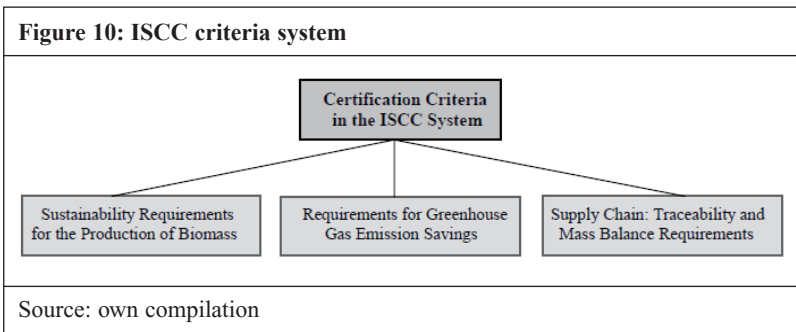 Figure 10: ISCC criteria system
Certification Criteria
in the ISCC System
Sustainability Requirements
for the Production of Biomass
Requirements for Greenhouse
Gas Emission Savings
Supply Chain: Traceability and
Mass Balance Requirements
Source: own compilation